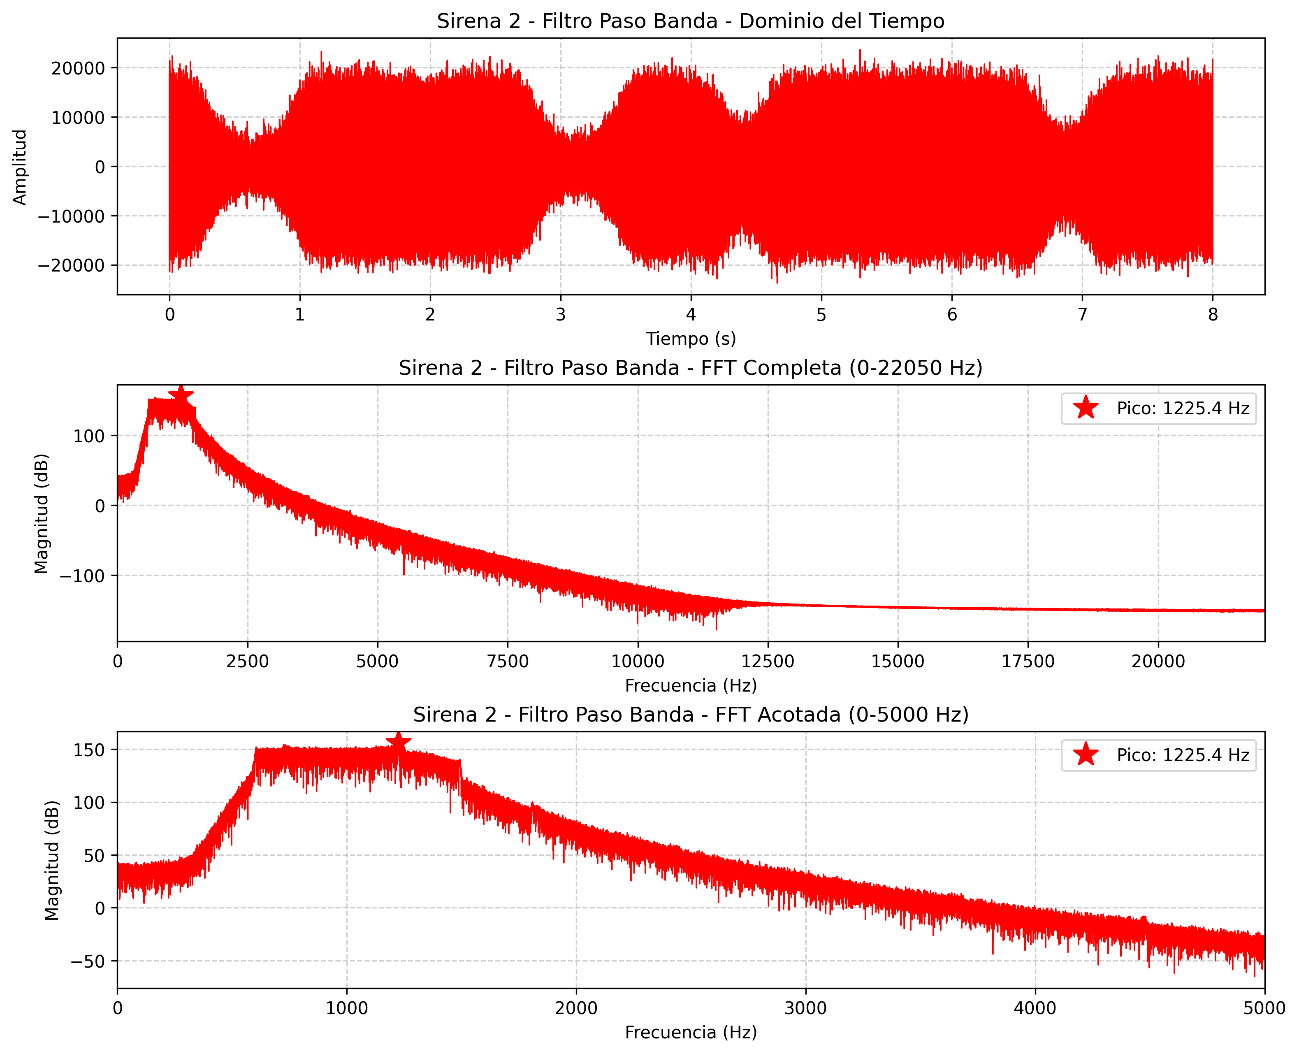 Sirena 2 - Filtro Paso Banda - Dominio del Tiempo
20000
10000
0
−10000
−20000
Amplitud
0 1 2 3 4 5 6 7 8
Tiempo (s)
Sirena 2 - Filtro Paso Banda - FFT Completa (0-22050 Hz)
Pico: 1225.4 Hz
100
0
−100
Magnitud (dB)
0 2500 5000 7500 10000 12500 15000 17500 20000
Frecuencia (Hz)
Sirena 2 - Filtro Paso Banda - FFT Acotada (0-5000 Hz)
Pico: 1225.4 Hz
150
100
50
0
−50
Magnitud (dB)
0 1000 2000 3000 4000 5000
Frecuencia (Hz)